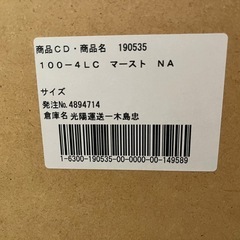 商品CD・商品名 190535
100-4LC マースト NA
サイズ
発注No.4894714
倉庫名 光陽運送一木島忠
1-6300-190535-00-0000-00-149589